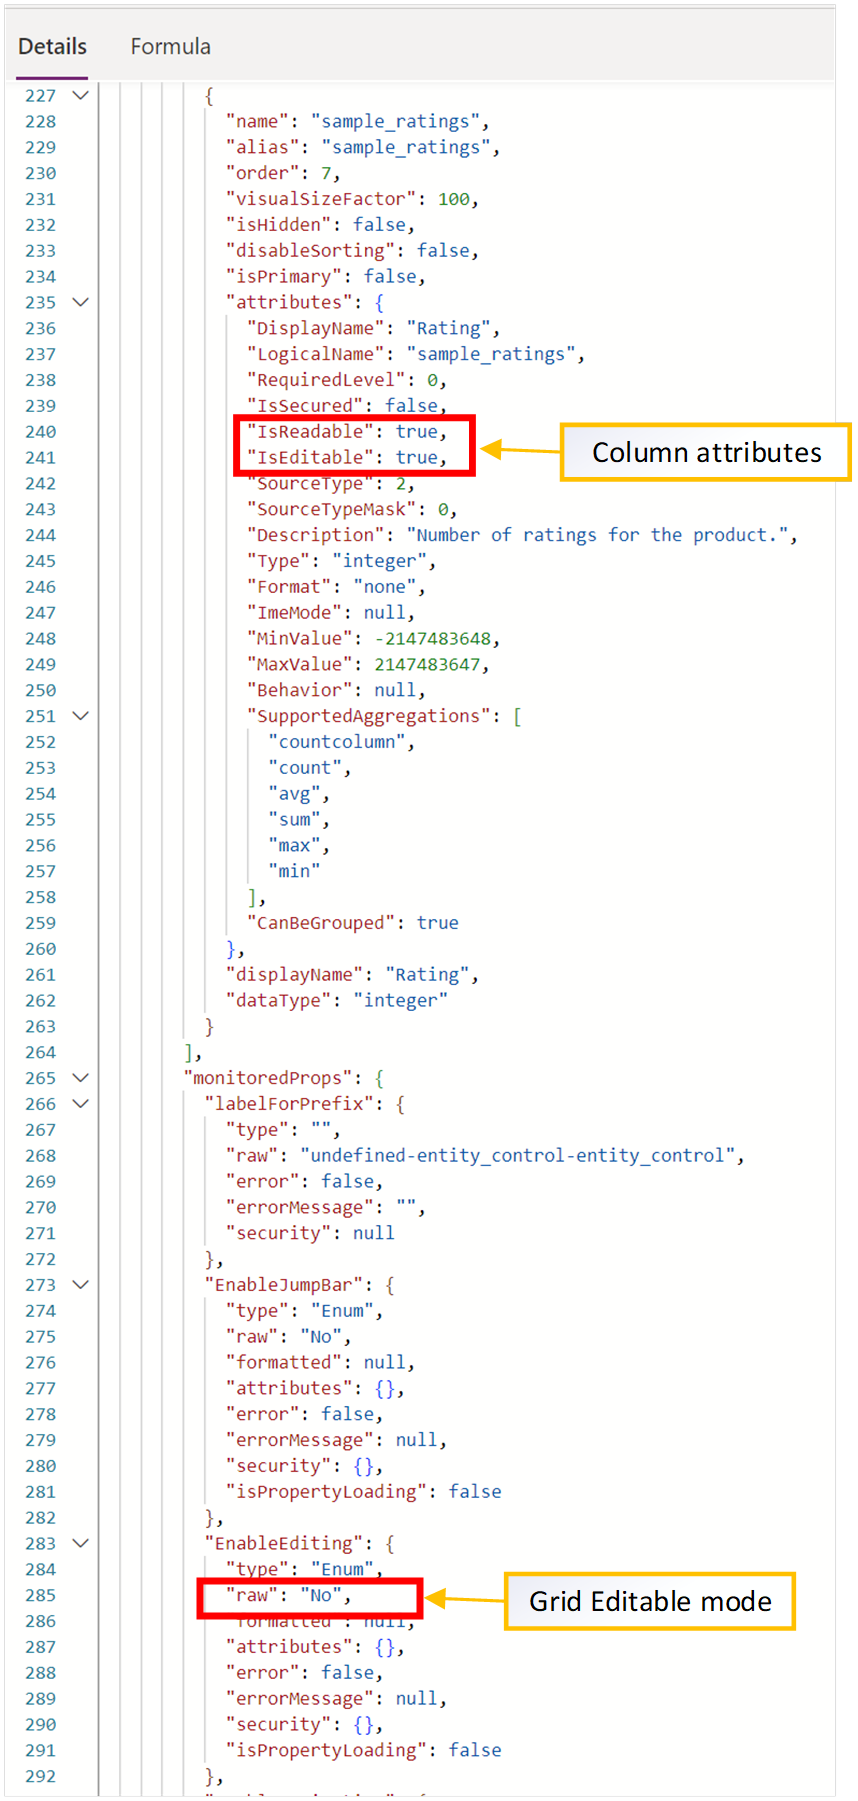 Details Formula
227 {
228 "name": "sample_ratings",
229 "alias": "sample_ratings",
230 "order": 7,
231 "visualSizeFactor": 100,
232 "isHidden": false,
233 "disableSorting": false,
234 "isPrimary": false,
235 "attributes": {
236 "DisplayName": "Rating",
237 "LogicalName": "sample_ratings",
238 "RequiredLevel": 0,
239 "IsSecured": false,
240 "IsReadable": true,
241 "IsEditable": true,
Column attributes
242 "SourceType": 2,
243 "SourceTypeMask": 0,
244 "Description": "Number of ratings for the product.",
245 "Type": "integer",
246 "Format": "none",
247 "ImeMode": null,
248 "MinValue": -2147483648,
249 "MaxValue": 2147483647,
250 "Behavior": null,
251 "SupportedAggregations": [
252 "countcolumn",
253 "count",
254 "avg",
255 "sum",
256 "max",
257 "min"
258 ],
259 "CanBeGrouped": true
260 },
261 "displayName": "Rating",
262 "dataType": "integer"
263 }
264 ],
265 "monitoredProps": {
266 "labelForPrefix": {
267 "type": "",
268 "raw": "undefined-entity_control-entity_control",
269 "error": false,
270 "errorMessage": "",
271 "security": null
272 },
273 "EnableJumpBar": {
274 "type": "Enum",
275 "raw": "No",
276 "formatted": null,
277 "attributes": {},
278 "error": false,
279 "errorMessage": null,
280 "security": {},
281 "isPropertyLoading": false
282 },
283 "EnableEditing": {
284 "type": "Enum",
285 "raw": "No",
Grid Editable mode
286 "formatted": null,
287 "attributes": {},
288 "error": false,
289 "errorMessage": null,
290 "security": {},
291 "isPropertyLoading": false
292 },